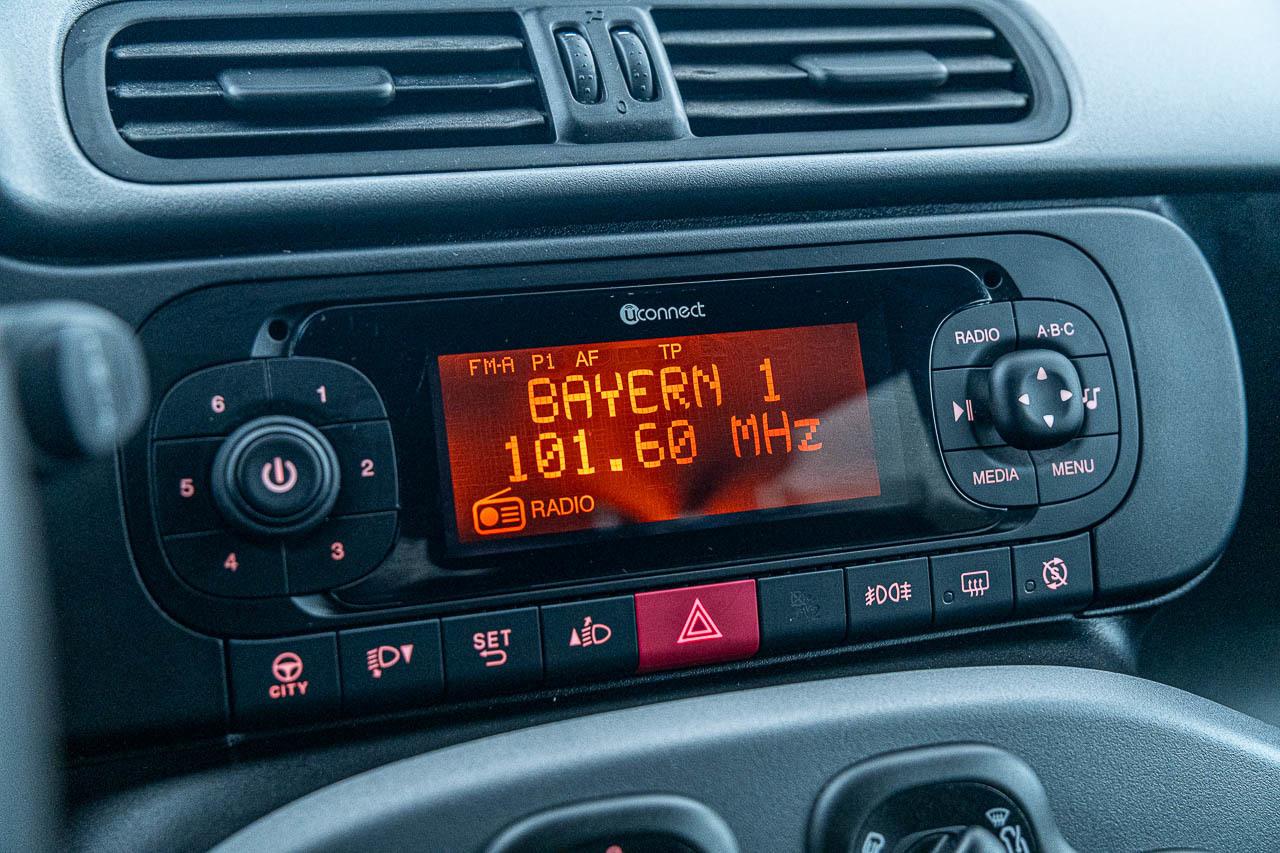 O
uconnect
FM-A P1 AF TP
BAYERN 1
101.60 MHz
RADIO
6 1
5 2
4 3
RADIO A·B·C
MEDIA MENU
CITY
SET